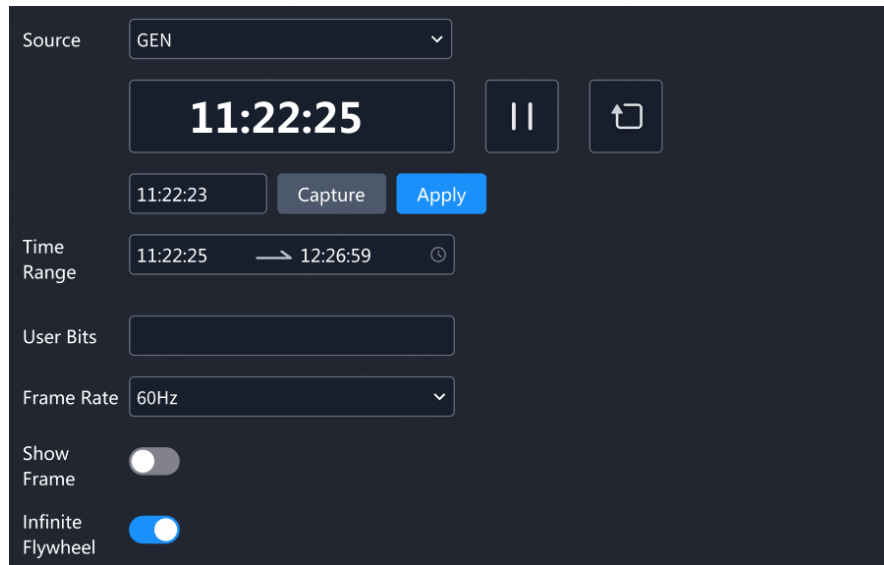 Source GEN
11:22:25
11:22:23 Capture Apply
Time
Range
11:22:25 12:26:59
User Bits
Frame Rate 60Hz
Show
Frame
Infinite
Flywheel